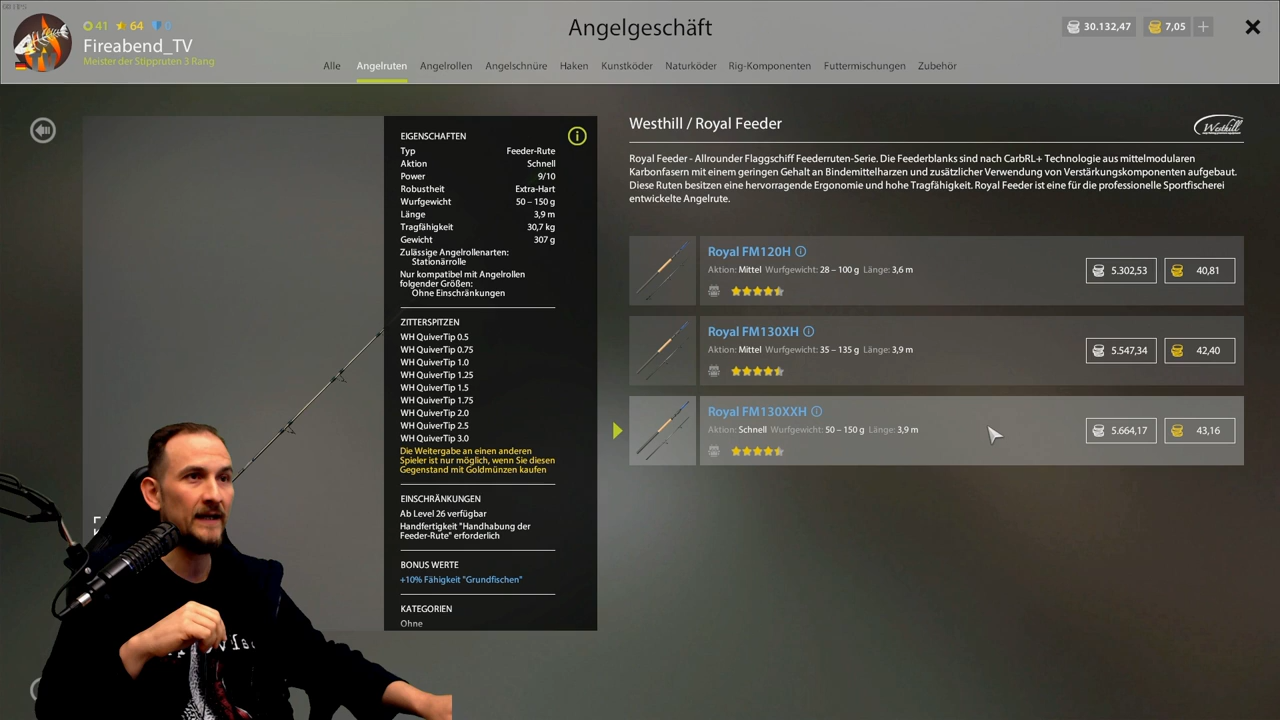 41 64 0
Fireabend_TV
Meister der Stippruten 3 Rang
Angelgeschäft
30.132,47 7,05
Alle Angelruten Angelrollen Angelschnüre Haken Kunstköder Naturköder Rig-Komponenten Futtermischungen Zubehör
EIGENSCHAFTEN
Typ Feeder-Rute
Aktion Schnell
Power 9/10
Robustheit Extra-Hart
Wurfgewicht 50 – 150 g
Länge 3,9 m
Tragfähigkeit 30,7 kg
Gewicht 307 g
Zulässige Angelrollenarten:
Stationärrolle
Nur kompatibel mit Angelrollen
folgender Größen:
Ohne Einschränkungen
ZITTERSPITZEN
WH QuiverTip 0.5
WH QuiverTip 0.75
WH QuiverTip 1.0
WH QuiverTip 1.25
WH QuiverTip 1.5
WH QuiverTip 1.75
WH QuiverTip 2.0
WH QuiverTip 2.5
WH QuiverTip 3.0
Die Weitergabe an einen anderen
Spieler ist nur möglich, wenn Sie diesen
Gegenstand mit Goldmünzen kaufen
EINSCHRÄNKUNGEN
Ab Level 26 verfügbar
Handfertigkeit "Handhabung der
Feeder-Rute" erforderlich
BONUS WERTE
+10% Fähigkeit "Grundfischen"
KATEGORIEN
Ohne
Westhill / Royal Feeder
Westhill
Royal Feeder - Allrounder Flaggschiff Feederruten-Serie. Die Feederblanks sind nach CarbRL+ Technologie aus mittelmodularen
Karbonfasern mit einem geringen Gehalt an Bindemittelharzen und zusätzlicher Verwendung von Verstärkungskomponenten aufgebaut.
Diese Ruten besitzen eine hervorragende Ergonomie und hohe Tragfähigkeit. Royal Feeder ist eine für die professionelle Sportfischerei
entwickelte Angelrute.
Royal FM120H
Aktion: Mittel Wurfgewicht: 28 – 100 g Länge: 3,6 m
5.302,53 40,81
Royal FM130XH
Aktion: Mittel Wurfgewicht: 35 – 135 g Länge: 3,9 m
5.547,34 42,40
Royal FM130XXH
Aktion: Schnell Wurfgewicht: 50 – 150 g Länge: 3,9 m
5.664,17 43,16